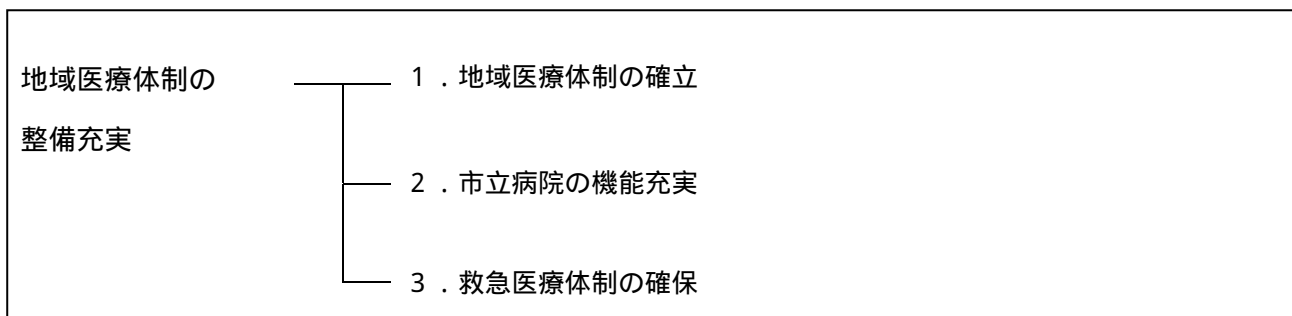 地域医療体制の
整備充実
1．地域医療体制の確立
2．市立病院の機能充実
3．救急医療体制の確保